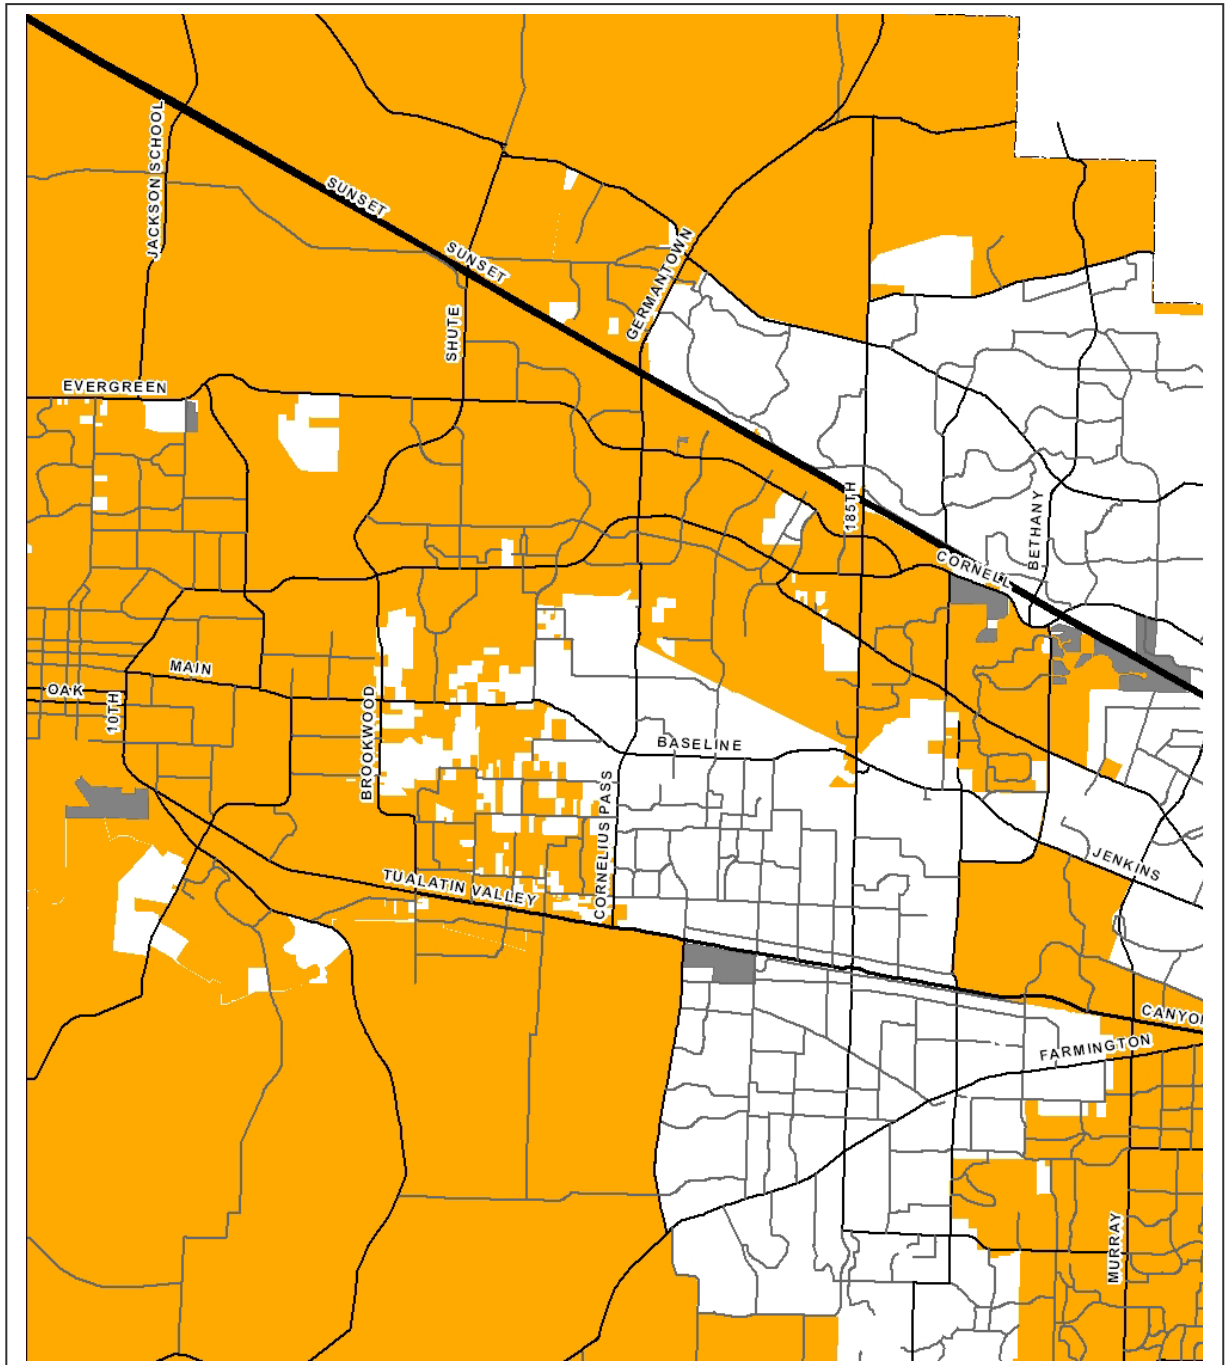 JACKSON SCHOOL
SUNSET
SUNSET
GERMANTOWN
SHUTE
EVERGREEN
185TH
BETHANY
CORNELL
MAIN
OAK
10TH
BROOKWOOD
BASELINE
CORNELIUS PASS
JENKINS
TUALATIN VALLEY
CANYO
FARMINGTON
MURRAY